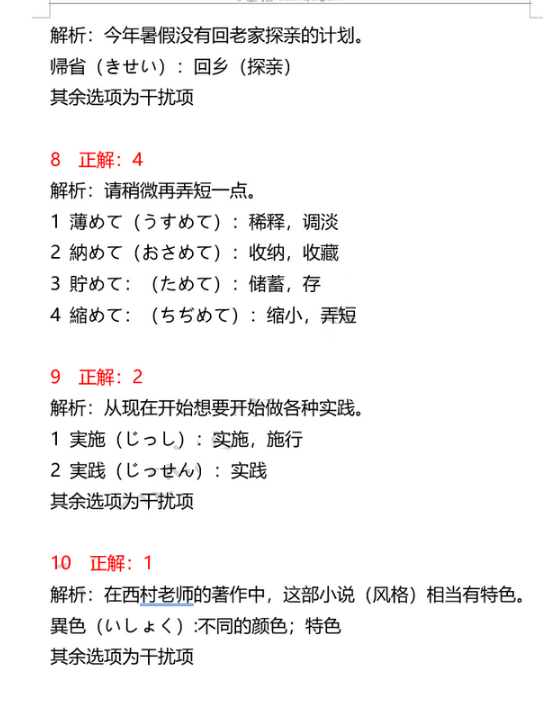 解析：今年暑假没有回老家探亲的计划。
帰省（きせい）：回乡（探亲）
其余选项为干扰项
8 正解：4
解析：请稍微再弄短一点。
1 薄めて（うすめて）：稀释，调淡
2 納めて（おさめて）：收纳，收藏
3 貯めて：（ためて）：储蓄，存
4 縮めて：（ちぢめて）：缩小，弄短
9 正解：2
解析：从现在开始想要开始做各种实践。
1 実施（じっし）：实施，施行
2 実践（じっせん）：实践
其余选项为干扰项
10 正解：1
解析：在西村老师的著作中，这部小说（风格）相当有特色。
異色（いしょく）:不同的颜色；特色
其余选项为干扰项